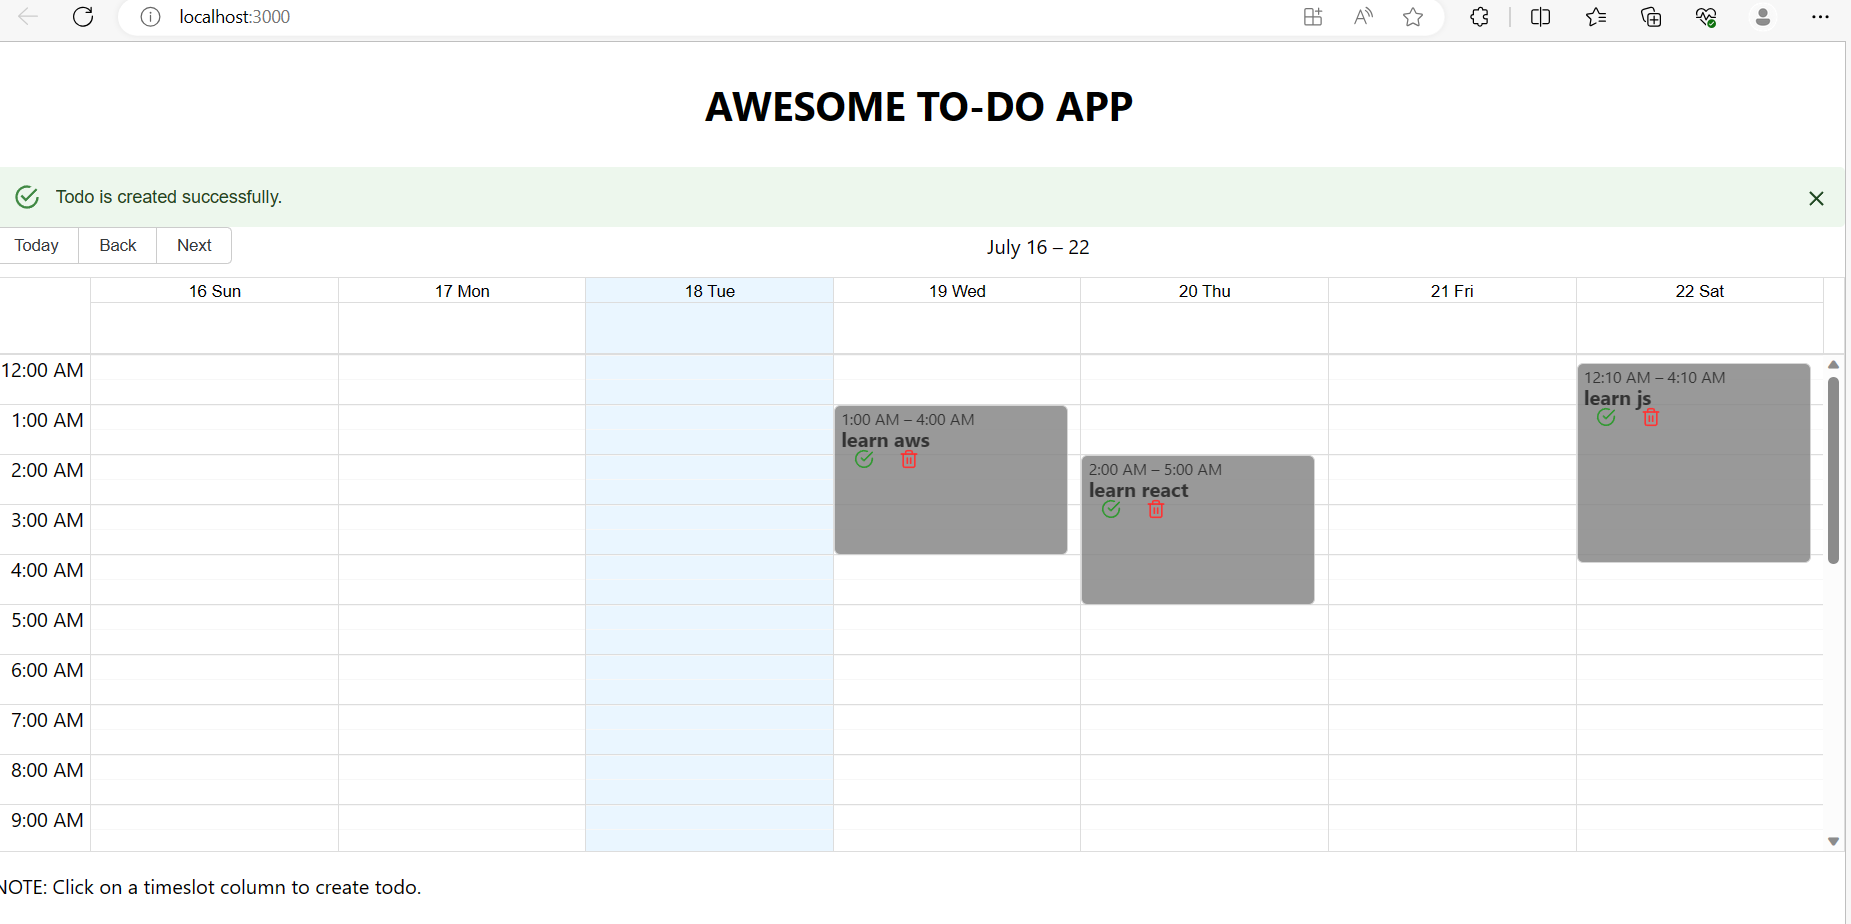 localhost:3000
AWESOME TO-DO APP
Todo is created successfully.
Today Back Next
July 16 – 22
16 Sun 17 Mon 18 Tue 19 Wed 20 Thu 21 Fri 22 Sat
12:00 AM
1:00 AM
2:00 AM
3:00 AM
4:00 AM
5:00 AM
6:00 AM
7:00 AM
8:00 AM
9:00 AM
1:00 AM – 4:00 AM
learn aws
2:00 AM – 5:00 AM
learn react
12:10 AM – 4:10 AM
learn js
NOTE: Click on a timeslot column to create todo.